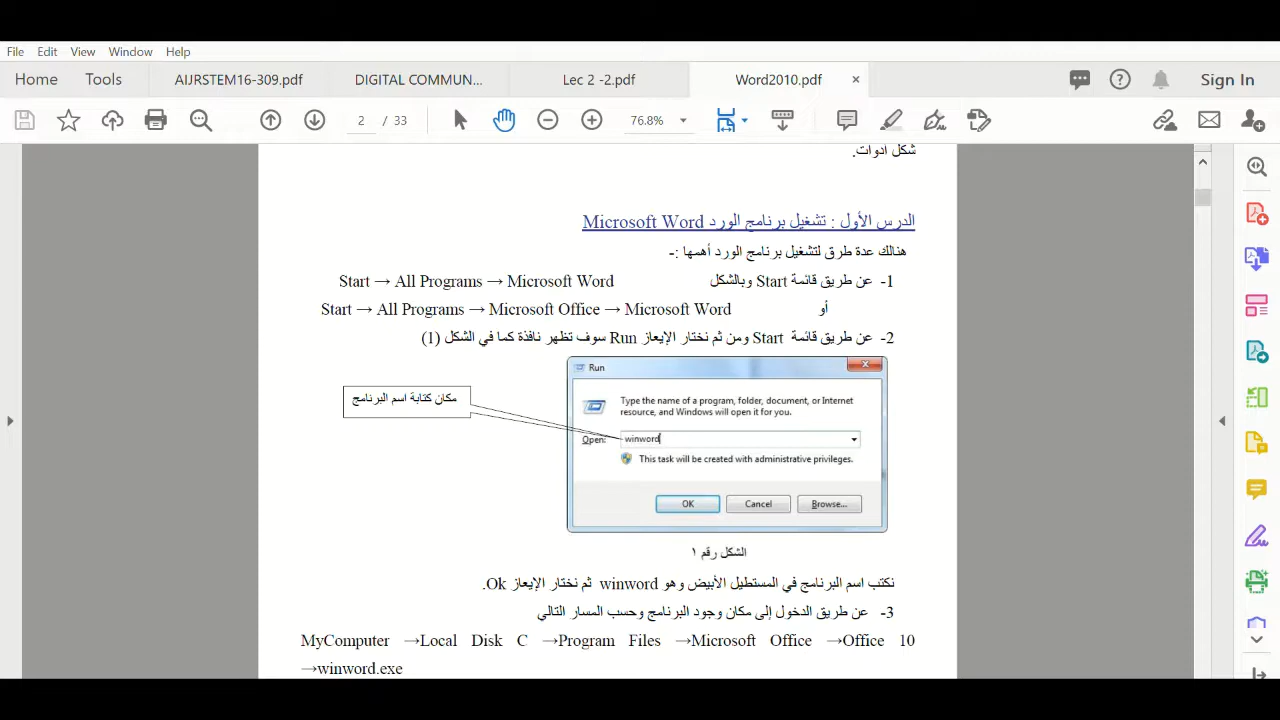 File Edit View Window Help
Home Tools AIJRSTEM16-309.pdf DIGITAL COMMUN... Lec 2 -2.pdf Word2010.pdf × Sign In
2 / 33 76.8%
شكل ادوات.
الدرس الأول : تشغيل برنامج الورد Microsoft Word
هنالك عدة طرق لتشغيل برنامج الورد أهمها :-
1- عن طريق قائمة Start وبالشكل Start → All Programs → Microsoft Word
أو Start → All Programs → Microsoft Office → Microsoft Word
2- عن طريق قائمة Start ومن ثم نختار الإيعاز Run سوف تظهر نافذة كما في الشكل (1)
Run
مكان كتابة اسم البرنامج
Type the name of a program, folder, document, or Internet
resource, and Windows will open it for you.
Open: winword
This task will be created with administrative privileges.
OK Cancel Browse...
الشكل رقم ١
نكتب اسم البرنامج في المستطيل الأبيض وهو winword ثم نختار الإيعاز Ok.
3- عن طريق الدخول إلى مكان وجود البرنامج وحسب المسار التالي
MyComputer →Local Disk C →Program Files →Microsoft Office →Office 10
→winword.exe